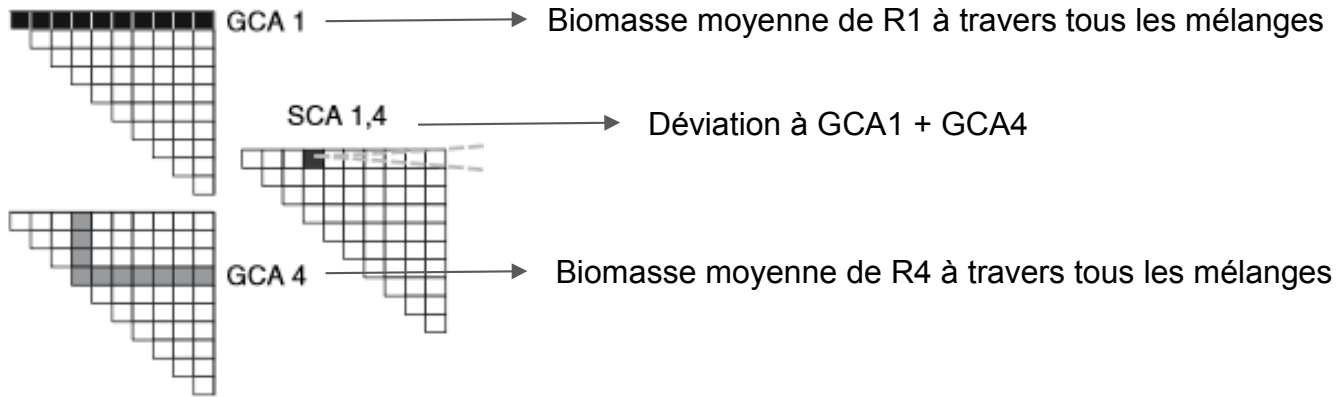 GCA 1 Biomasse moyenne de R1 à travers tous les mélanges
SCA 1,4 Déviation à GCA1 + GCA4
GCA 4 Biomasse moyenne de R4 à travers tous les mélanges